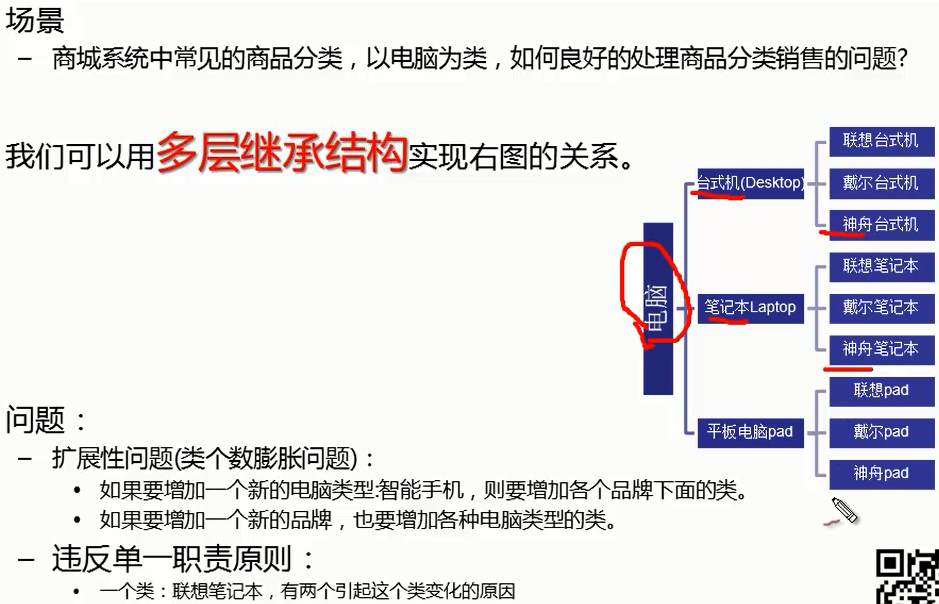 场景
– 商城系统中常见的商品分类，以电脑为类，如何良好的处理商品分类销售的问题?
我们可以用多层继承结构实现右图的关系。
电脑
台式机(Desktop)
联想台式机
戴尔台式机
神舟台式机
笔记本Laptop
联想笔记本
戴尔笔记本
神舟笔记本
平板电脑pad
联想pad
戴尔pad
神舟pad
问题：
– 扩展性问题(类个数膨胀问题)：
• 如果要增加一个新的电脑类型:智能手机，则要增加各个品牌下面的类。
• 如果要增加一个新的品牌，也要增加各种电脑类型的类。
– 违反单一职责原则：
• 一个类：联想笔记本，有两个引起这个类变化的原因